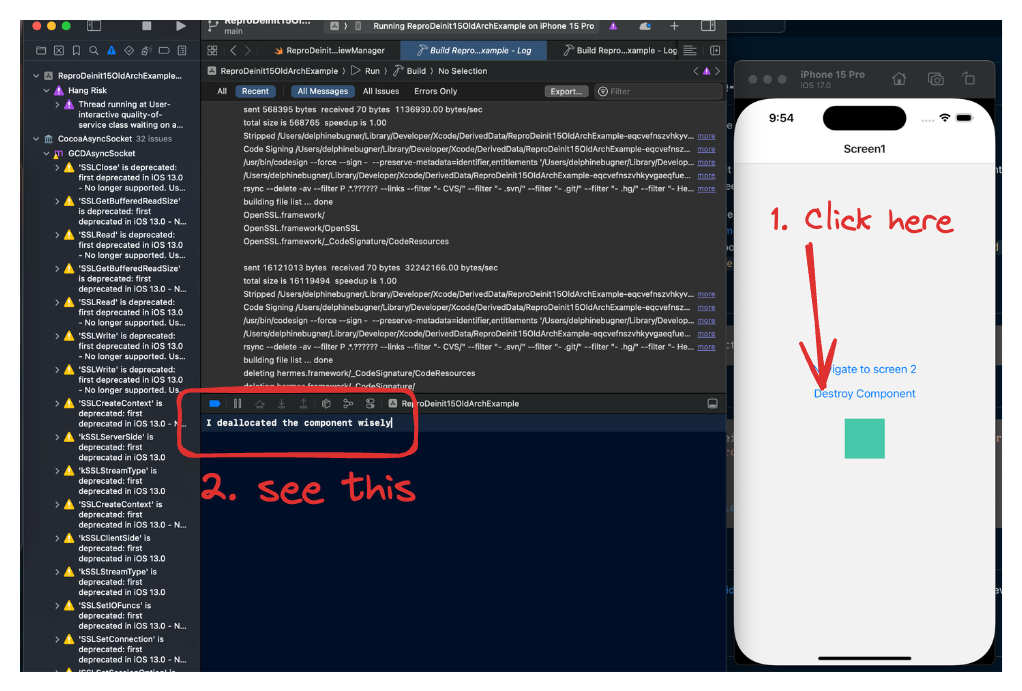 ReproDeinit15Ol...
main
Running ReproDeinit15OldArchExample on iPhone 15 Pro
ReproDeinit...iewManager
Build Repro...xample - Log
Build Repro...xample - Log
ReproDeinit15OldArchExample
Run
Build
No Selection
All
Recent
All Messages
All Issues
Errors Only
Export...
Filter
ReproDeinit15OldArchExample...
Hang Risk
Thread running at User-
interactive quality-of-
service class waiting on a...
CocoaAsyncSocket 32 issues
GCDAsyncSocket
'SSLClose' is deprecated:
first deprecated in iOS 13.0
- No longer supported. Us...
'SSLGetBufferedReadSize'
is deprecated: first
deprecated in iOS 13.0 - N...
'SSLRead' is deprecated:
first deprecated in iOS 13.0
- No longer supported. Us...
'SSLGetBufferedReadSize'
is deprecated: first
deprecated in iOS 13.0 - N...
'SSLRead' is deprecated:
first deprecated in iOS 13.0
- No longer supported. Us...
'SSLWrite' is deprecated:
first deprecated in iOS 13.0
- No longer supported. Us...
'SSLWrite' is deprecated:
first deprecated in iOS 13.0
- No longer supported. Us...
'SSLCreateContext' is
deprecated: first
deprecated in iOS 13.0 - N...
'kSSLServerSide' is
deprecated: first
deprecated in iOS 13.0
'kSSLStreamType' is
deprecated: first
deprecated in iOS 13.0
'SSLCreateContext' is
deprecated: first
deprecated in iOS 13.0 - N...
'kSSLClientSide' is
deprecated: first
deprecated in iOS 13.0
'kSSLStreamType' is
deprecated: first
deprecated in iOS 13.0
'SSLSetIOFuncs' is
deprecated: first
deprecated in iOS 13.0 - N...
'SSLSetConnection' is
deprecated: first
deprecated in iOS 13.0 - N...
sent 568395 bytes received 70 bytes 1136930.00 bytes/sec
total size is 568765 speedup is 1.00
Stripped /Users/delphinebugner/Library/Developer/Xcode/DerivedData/ReproDeinit15OldArchExample-eqcvefnszvhkyv... more
Code Signing /Users/delphinebugner/Library/Developer/Xcode/DerivedData/ReproDeinit15OldArchExample-eqcvefnsz... more
/usr/bin/codesign --force --sign - --preserve-metadata=identifier,entitlements '/Users/delphinebugner/Library/Develop... more
/Users/delphinebugner/Library/Developer/Xcode/DerivedData/ReproDeinit15OldArchExample-eqcvefnszvhkyvgaeqfue... more
rsync --delete -av --filter P .*.?????? --links --filter "- CVS/" --filter "- .svn/" --filter "- .git/" --filter "- .hg/" --filter "- He... more
building file list ... done
OpenSSL.framework/
OpenSSL.framework/OpenSSL
OpenSSL.framework/_CodeSignature/CodeResources
sent 16121013 bytes received 70 bytes 32242166.00 bytes/sec
total size is 16119494 speedup is 1.00
Stripped /Users/delphinebugner/Library/Developer/Xcode/DerivedData/ReproDeinit15OldArchExample-eqcvefnszvhkyv... more
Code Signing /Users/delphinebugner/Library/Developer/Xcode/DerivedData/ReproDeinit15OldArchExample-eqcvefnsz... more
/usr/bin/codesign --force --sign - --preserve-metadata=identifier,entitlements '/Users/delphinebugner/Library/Develop... more
/Users/delphinebugner/Library/Developer/Xcode/DerivedData/ReproDeinit15OldArchExample-eqcvefnszvhkyvgaeqfue... more
rsync --delete -av --filter P .*.?????? --links --filter "- CVS/" --filter "- .svn/" --filter "- .git/" --filter "- .hg/" --filter "- He... more
building file list ... done
deleting hermes.framework/_CodeSignature/CodeResources
deleting hermes.framework/_CodeSignature/
ReproDeinit15OldArchExample
I deallocated the component wisely
2. see this
iPhone 15 Pro
iOS 17.0
9:54
Screen1
1. Click here
vigate to screen 2
Destroy Component